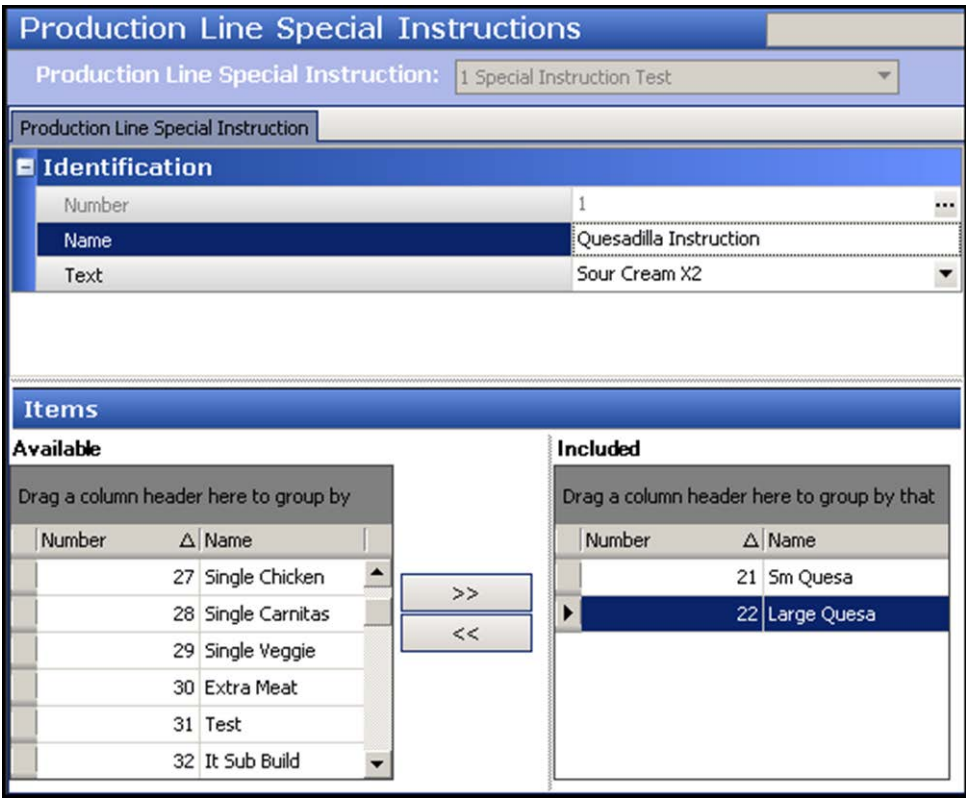 Production Line Special Instructions
Production Line Special Instruction: 1 Special Instruction Test
Production Line Special Instruction
Identification
Number 1 ...
Name Quesadilla Instruction
Text Sour Cream X2
Items
Available
Drag a column header here to group by
Number Name
27 Single Chicken
28 Single Carnitas
29 Single Veggie
30 Extra Meat
31 Test
32 It Sub Build
>>
<<
Included
Drag a column header here to group by that
Number Name
21 Sm Quesa
22 Large Quesa